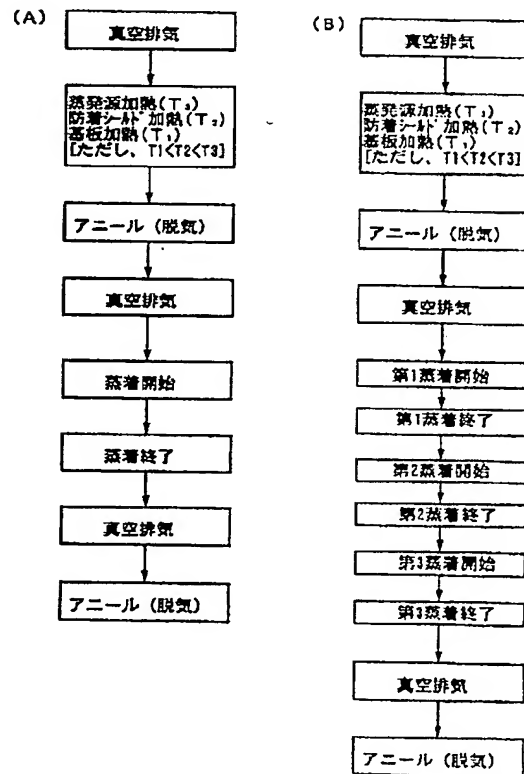 (A)
真空排気
蒸発源加熱(T₃)
防着シールド加熱(T₂)
基板加熱(T₁)
[ただし、T1<T2<T3]
アニール(脱気)
真空排気
蒸着開始
蒸着終了
真空排気
アニール(脱気)
(B)
真空排気
蒸発源加熱(T₃)
防着シールド加熱(T₂)
基板加熱(T₁)
[ただし、T1<T2<T3]
アニール(脱気)
真空排気
第1蒸着開始
第1蒸着終了
第2蒸着開始
第2蒸着終了
第3蒸着開始
第3蒸着終了
真空排気
アニール(脱気)